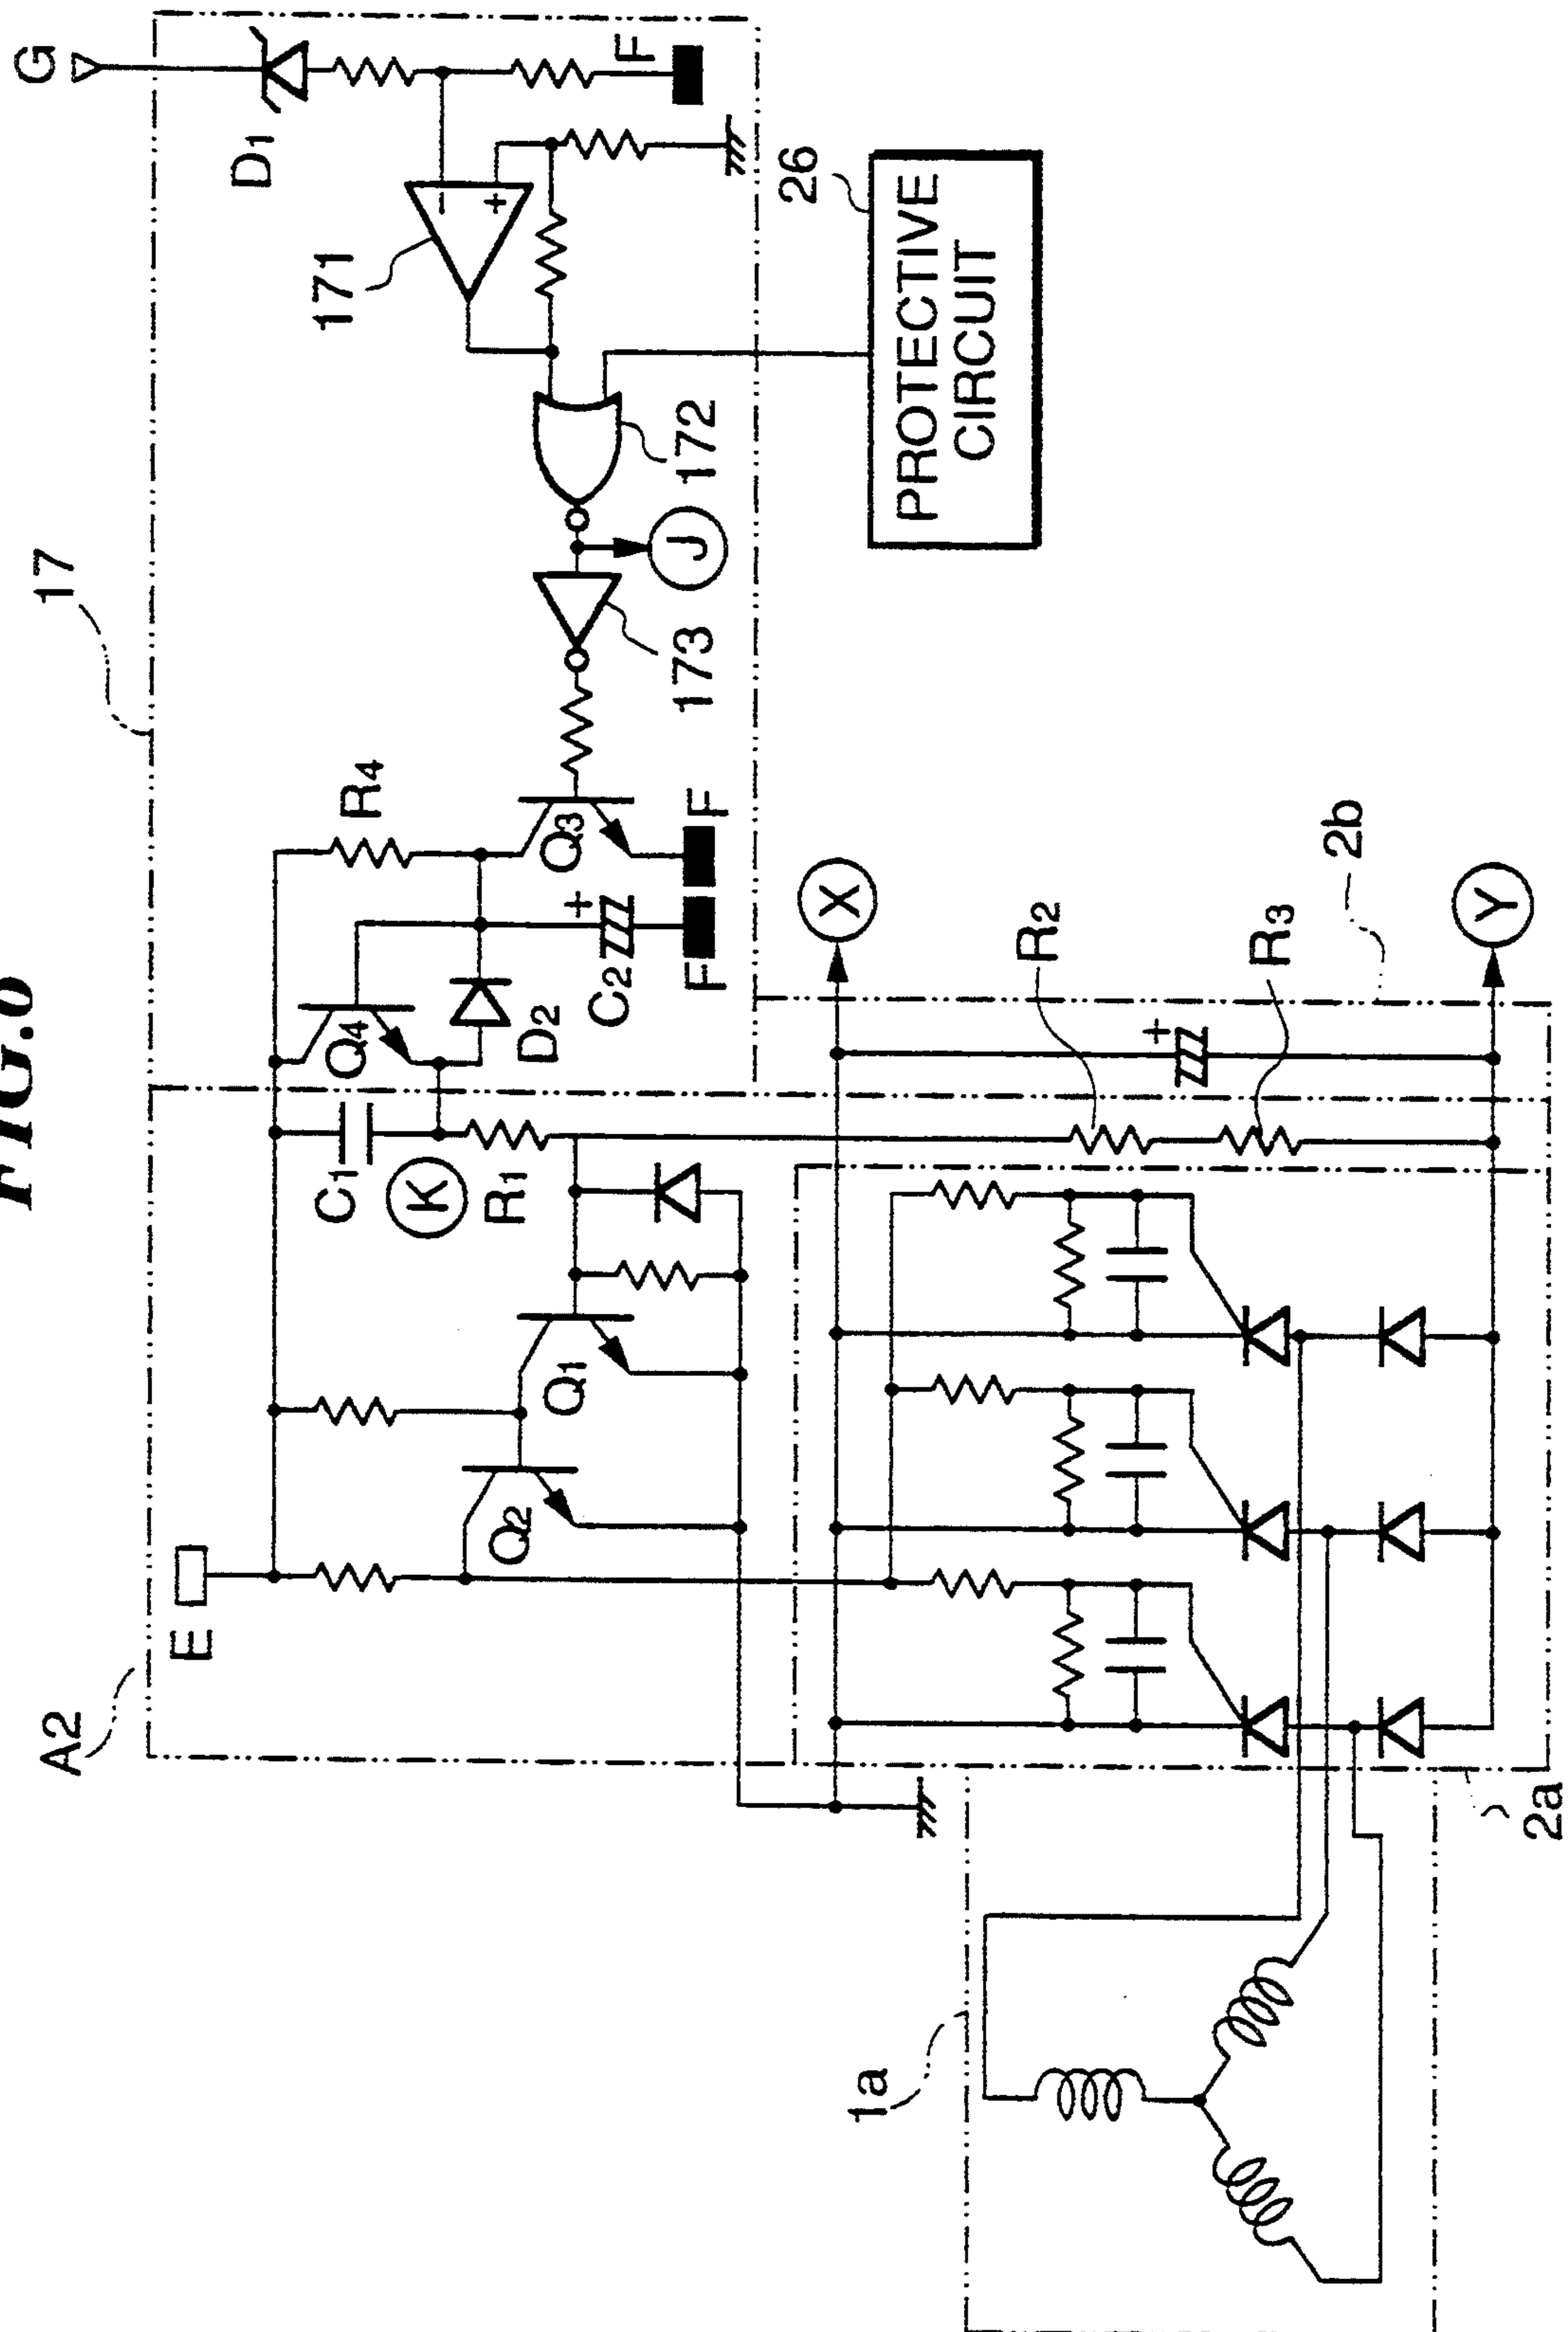 FIG.6
17
G
D1
F
171
26
PROTECTIVE
CIRCUIT
172
J
173
R4
Q3
F
C2
F
D2
Q4
X
2b
R2
R3
Y
C1
K
R1
Q1
Q2
E
A2
2a
1a
+
+
+
−